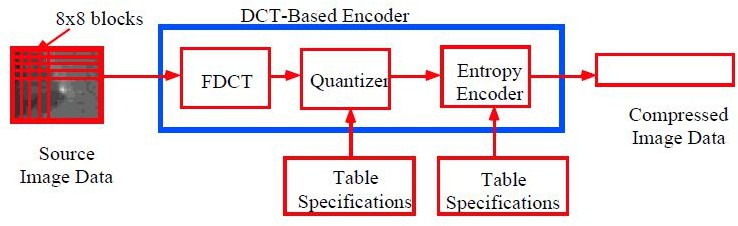 8x8 blocks
DCT-Based Encoder
FDCT
Quantizer
Entropy
Encoder
Source
Image Data
Compressed
Image Data
Table
Specifications
Table
Specifications